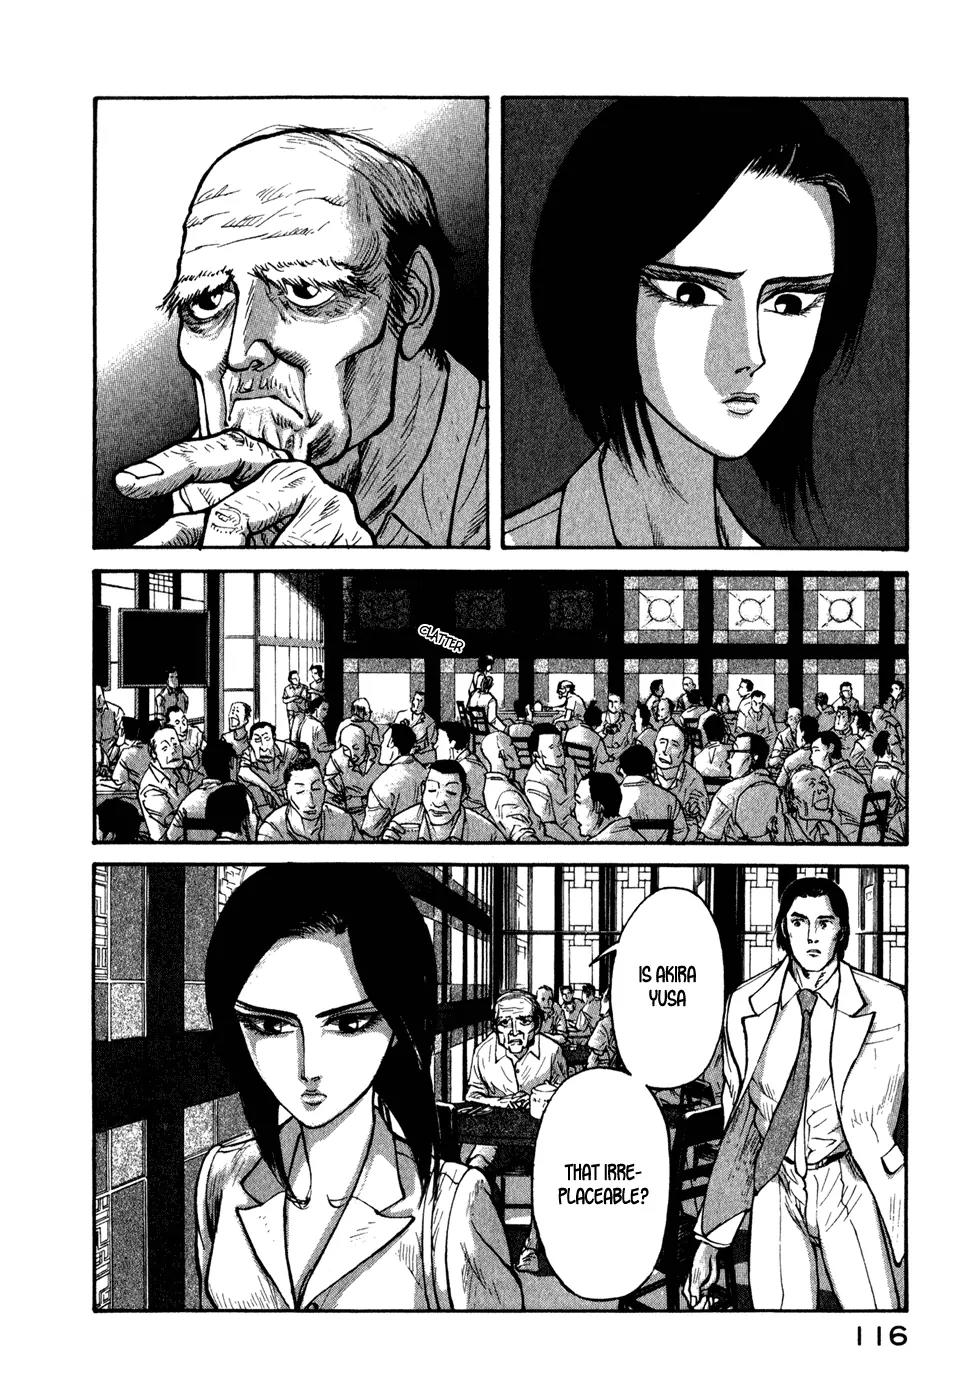 CLATTER
IS AKIRA
YUSA
THAT IRRE-
PLACEABLE?
116